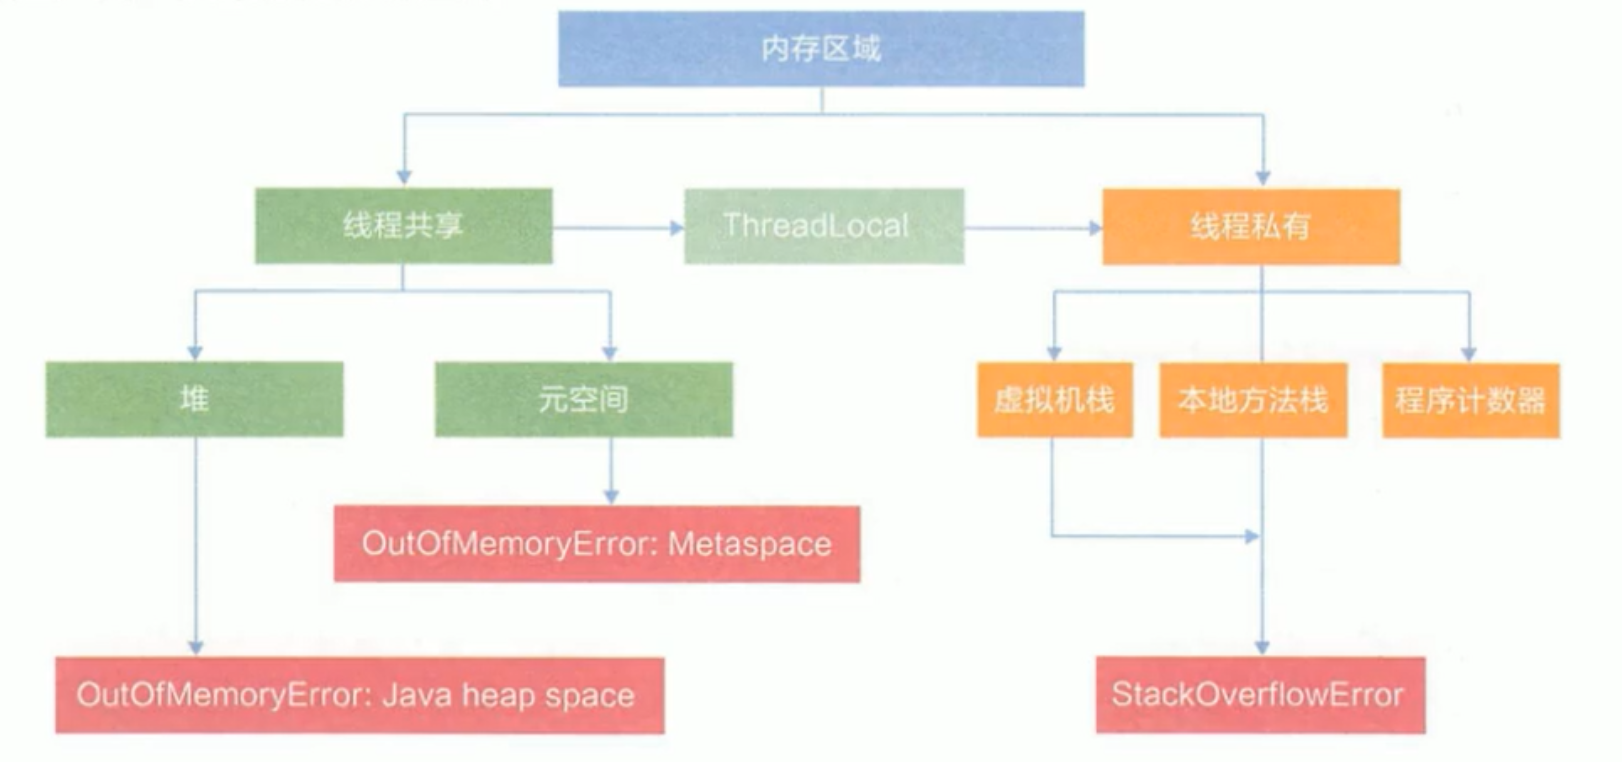 内存区域
线程共享
ThreadLocal
线程私有
堆
元空间
虚拟机栈
本地方法栈
程序计数器
OutOfMemoryError: Metaspace
OutOfMemoryError: Java heap space
StackOverflowError